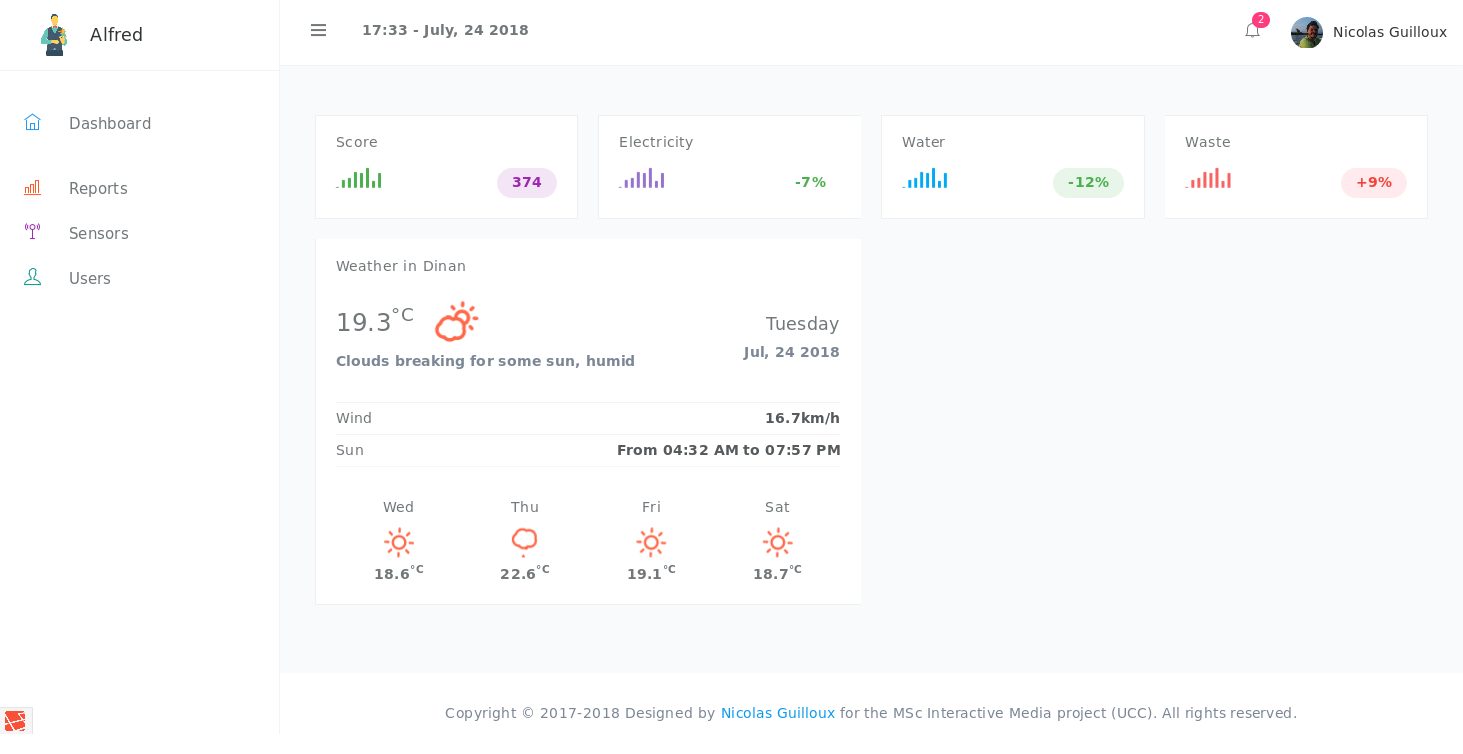 Alfred
17:33 - July, 24 2018
2
Nicolas Guilloux
Dashboard
Reports
Sensors
Users
Score
374
Electricity
-7%
Water
-12%
Waste
+9%
Weather in Dinan
19.3°C
Clouds breaking for some sun, humid
Tuesday
Jul, 24 2018
Wind 16.7km/h
Sun From 04:32 AM to 07:57 PM
Wed Thu Fri Sat
18.6°C 22.6°C 19.1°C 18.7°C
Copyright © 2017-2018 Designed by Nicolas Guilloux for the MSc Interactive Media project (UCC). All rights reserved.